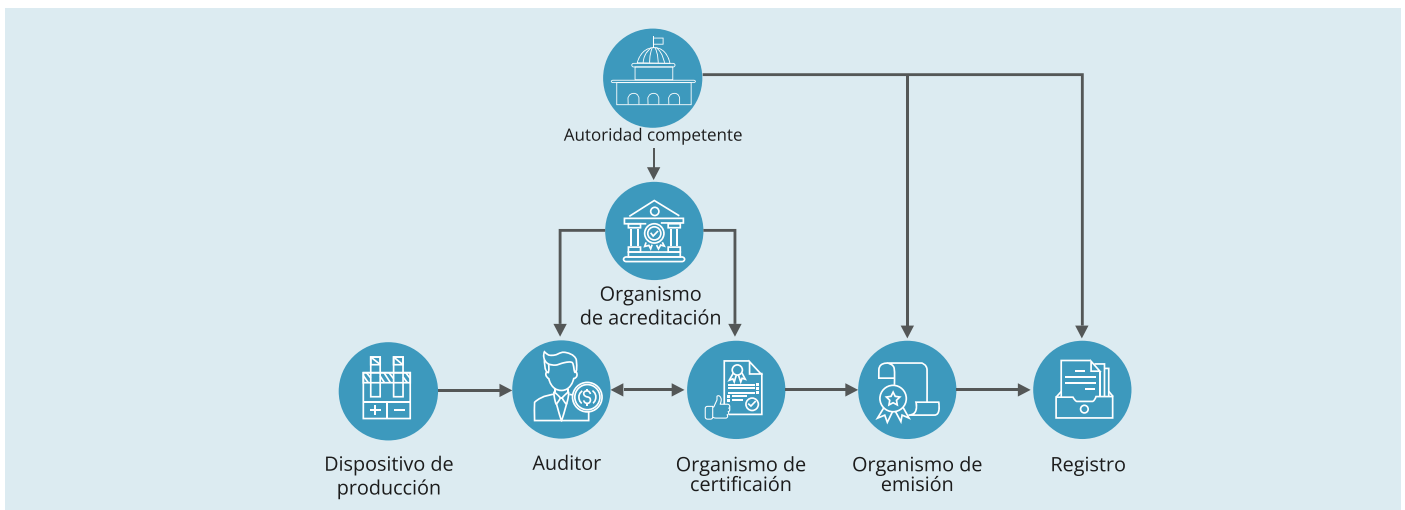 Autoridad competente
Organismo
de acreditación
Dispositivo de
producción
Auditor
Organismo de
certificaión
Organismo de
emisión
Registro